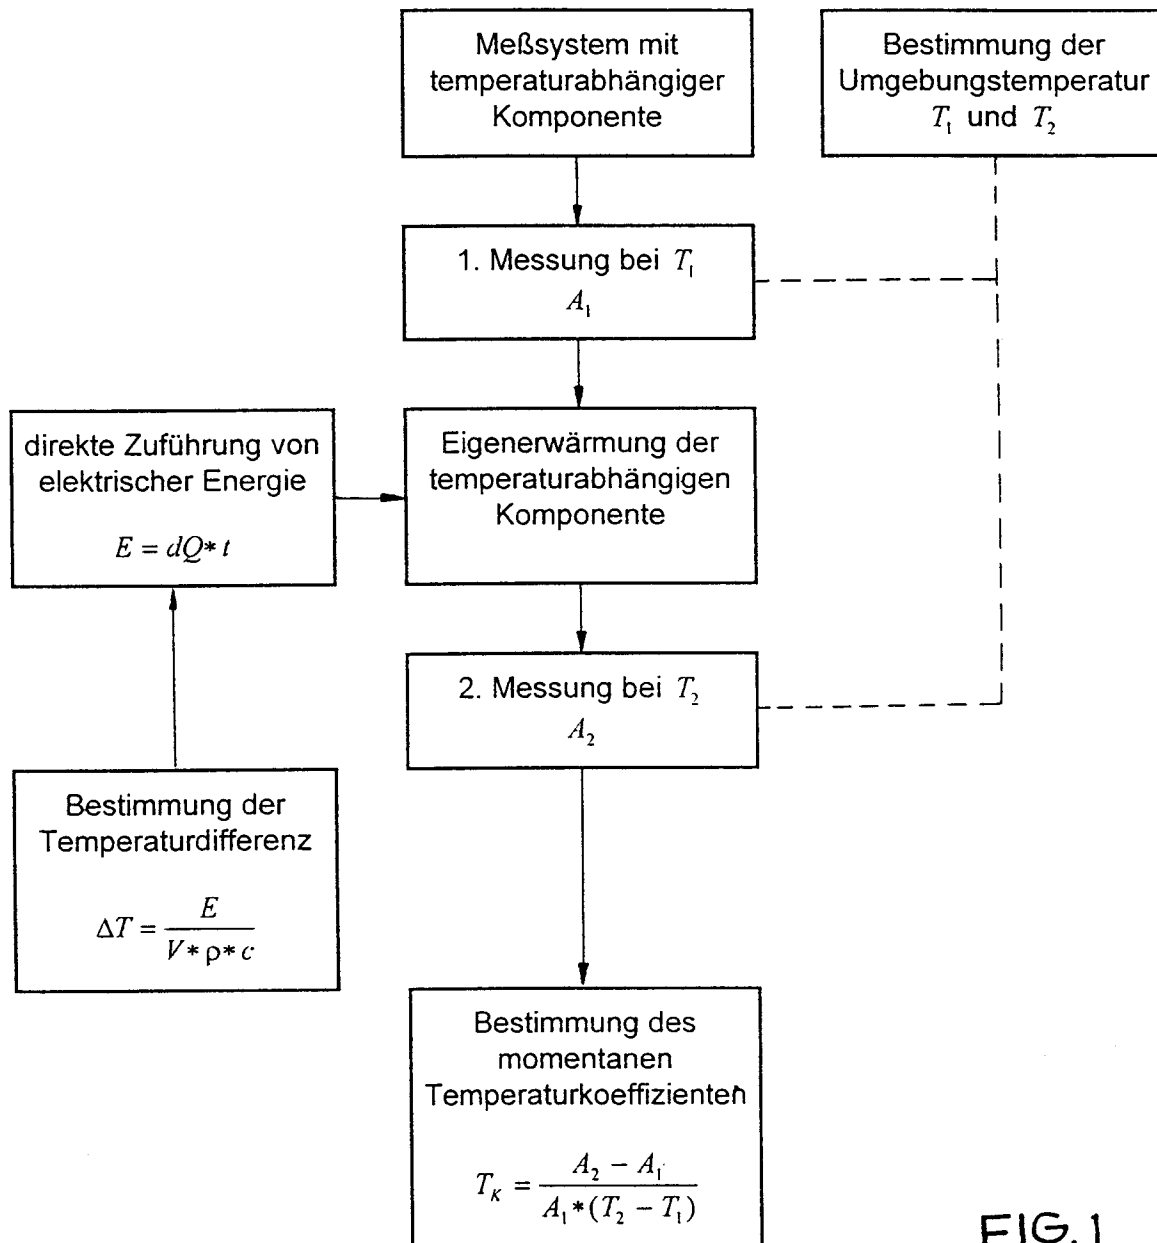 Meßsystem mit
temperaturabhängiger
Komponente
Bestimmung der
Umgebungstemperatur
T₁ und T₂
1. Messung bei T₁
A₁
direkte Zuführung von
elektrischer Energie
E = dQ * t
Eigenerwärmung der
temperaturabhängigen
Komponente
2. Messung bei T₂
A₂
Bestimmung der
Temperaturdifferenz
ΔT = E / (V * ρ * c)
Bestimmung des
momentanen
Temperaturkoeffizienten
T_K = (A₂ − A₁) / (A₁ * (T₂ − T₁))
FIG. 1